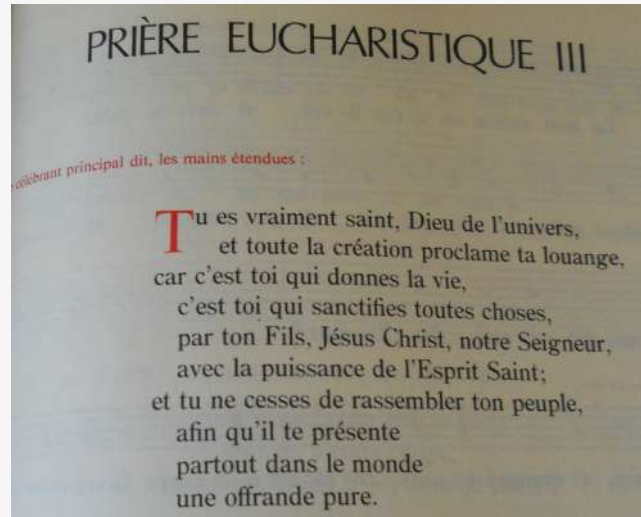 PRIÈRE EUCHARISTIQUE III
célébrant principal dit, les mains étendues :
Tu es vraiment saint, Dieu de l'univers,
et toute la création proclame ta louange,
car c'est toi qui donnes la vie,
c'est toi qui sanctifies toutes choses,
par ton Fils, Jésus Christ, notre Seigneur,
avec la puissance de l'Esprit Saint;
et tu ne cesses de rassembler ton peuple,
afin qu'il te présente
partout dans le monde
une offrande pure.